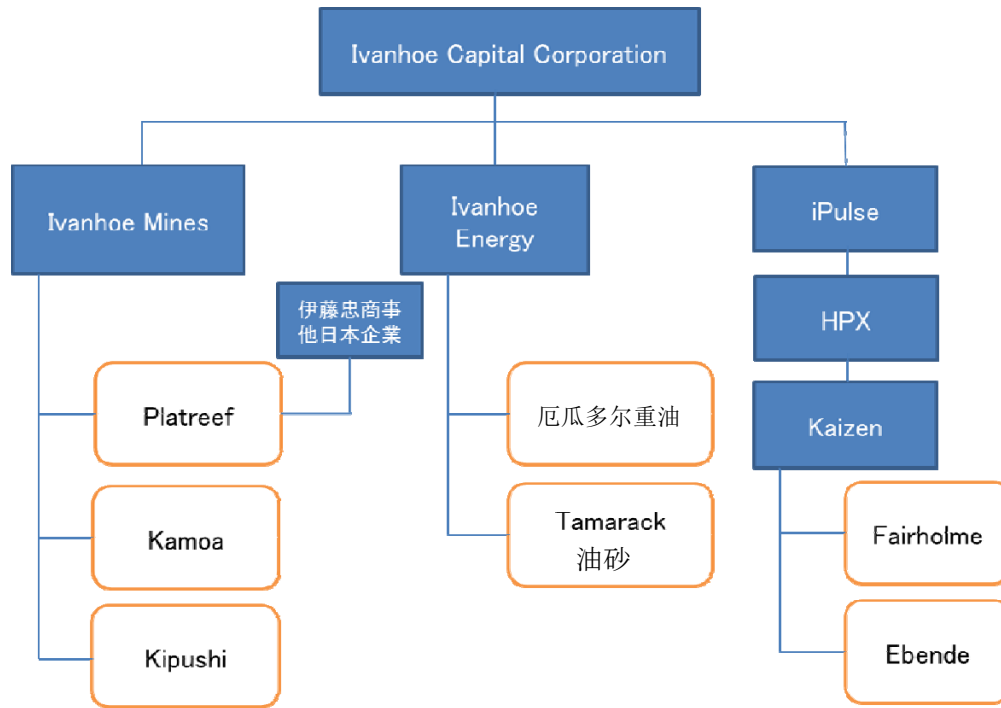 Ivanhoe Capital Corporation
Ivanhoe Mines
Ivanhoe
Energy
iPulse
伊藤忠商事
他日本企業
HPX
Platreef
厄瓜多尔重油
Kaizen
Kamoa
Tamarack
油砂
Fairholme
Kipushi
Ebende